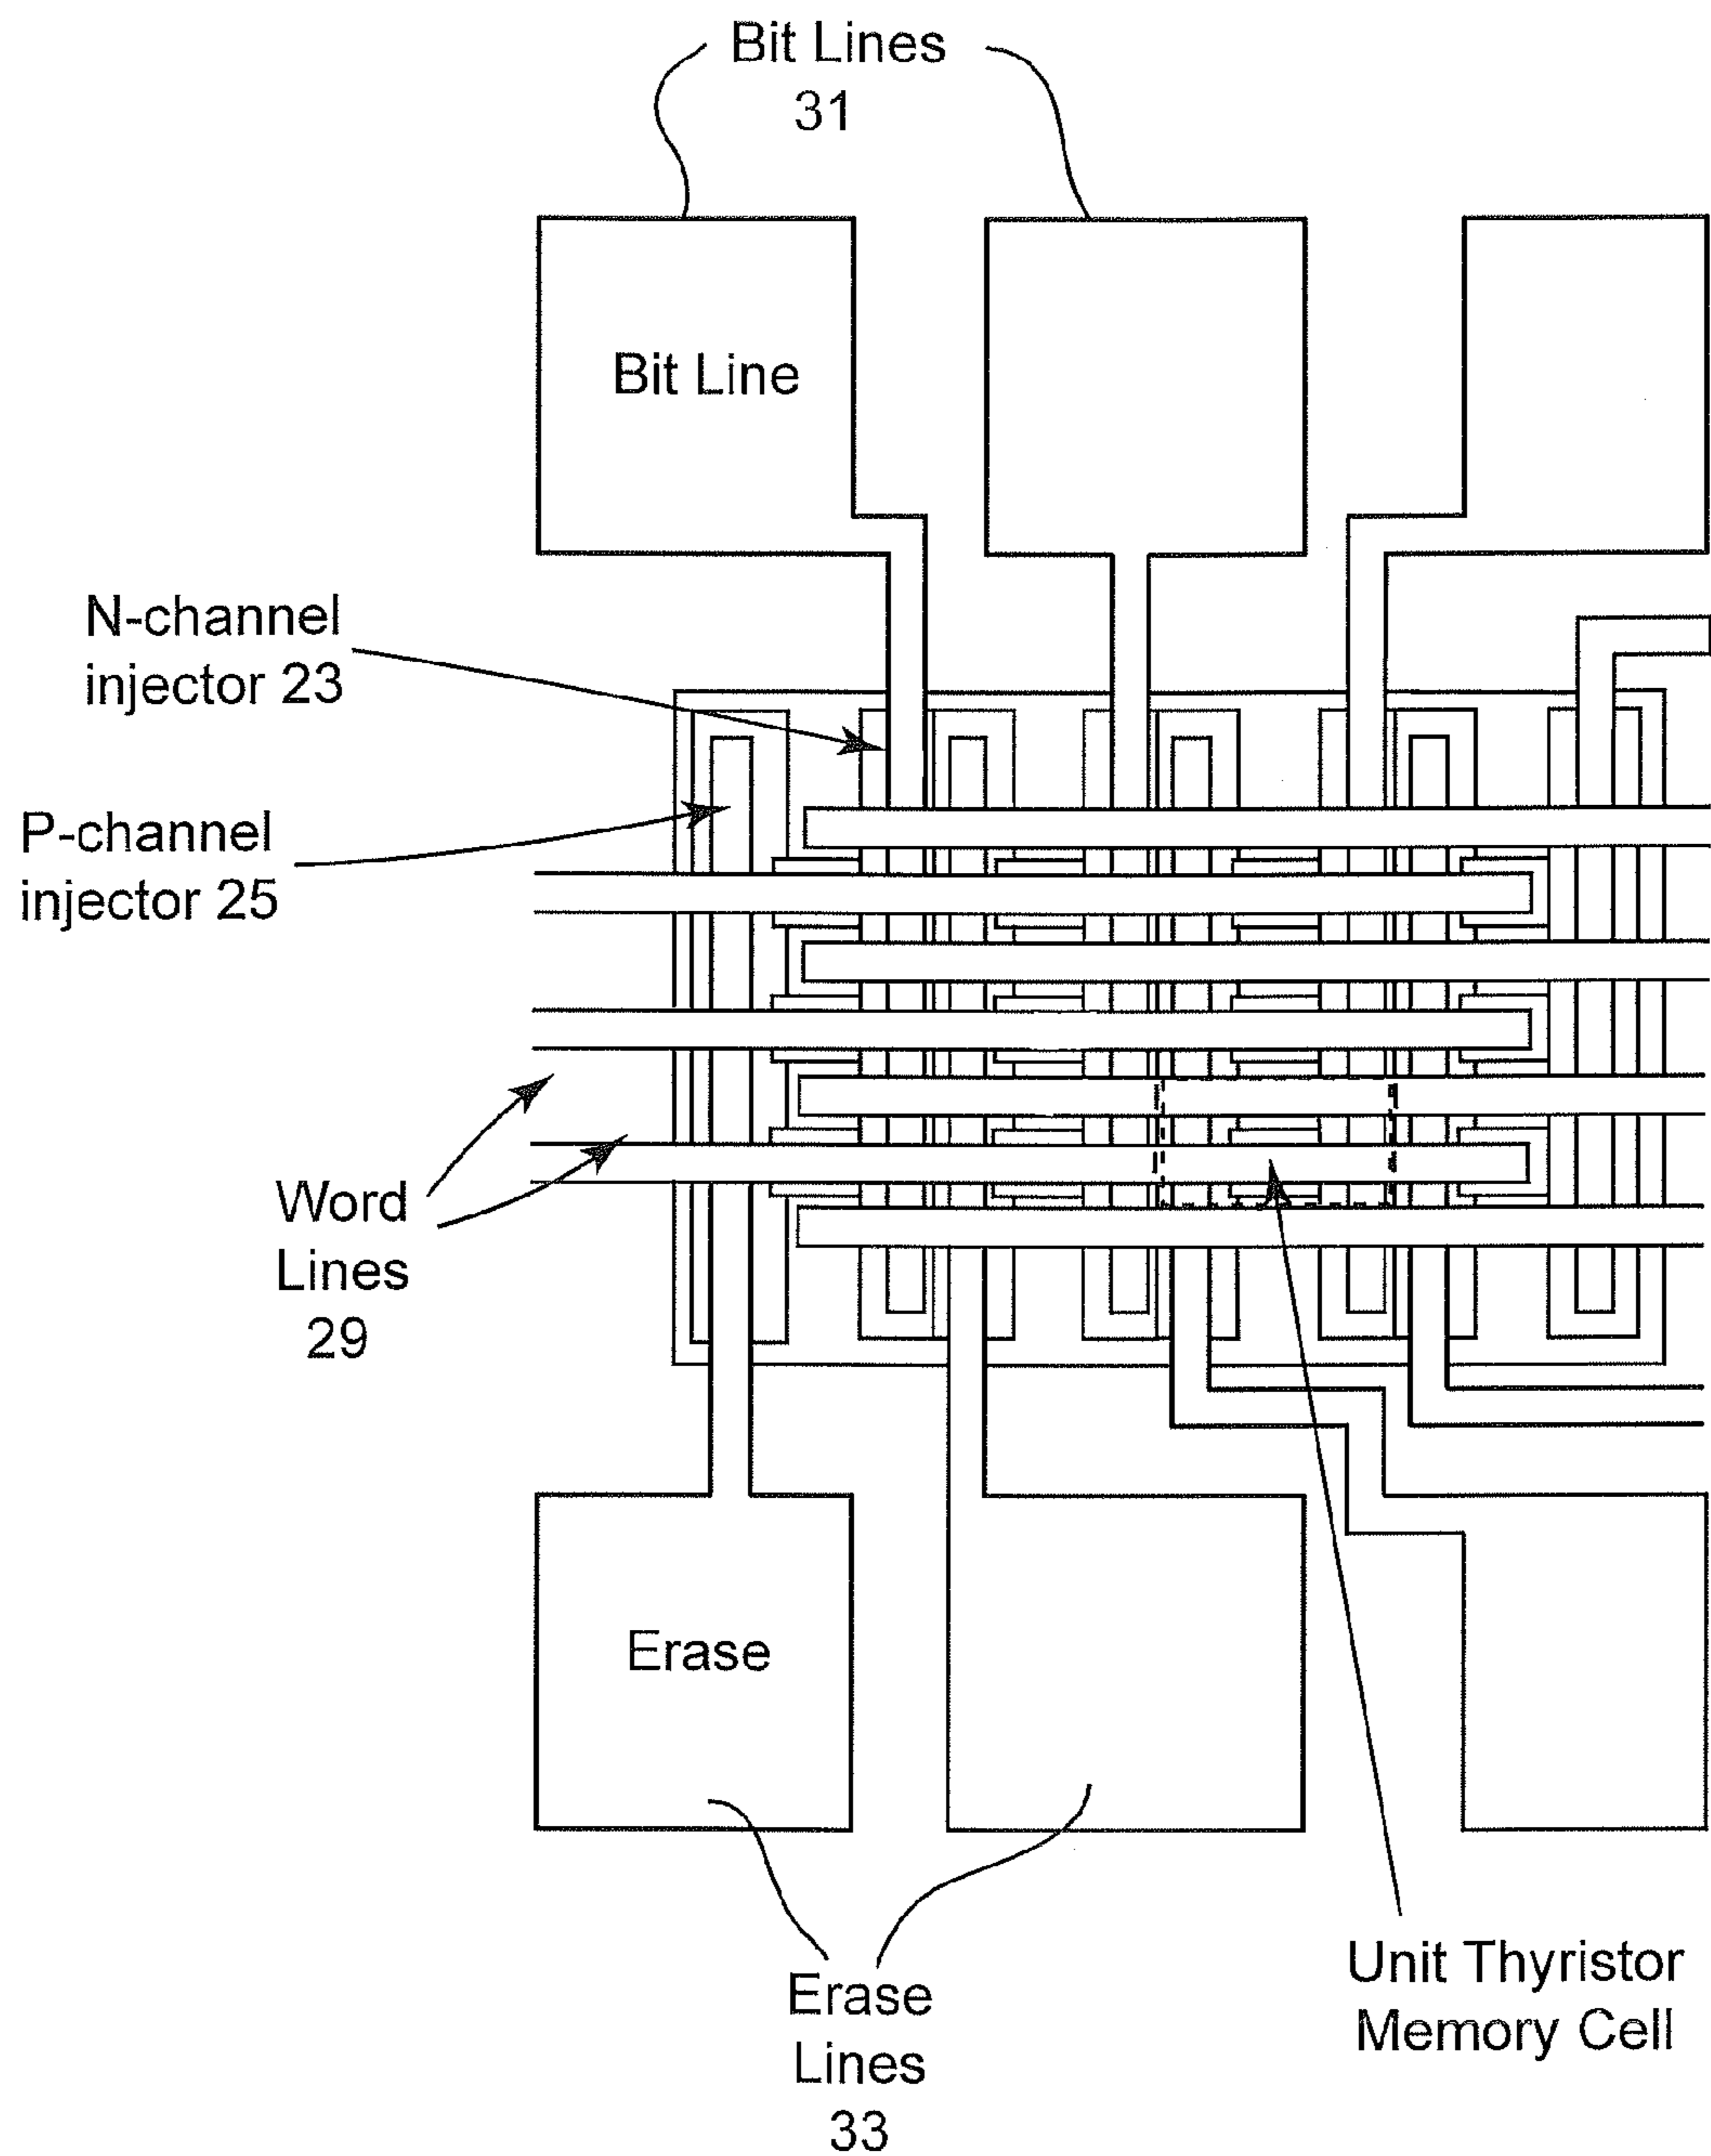 Bit Lines
31
Bit Line
N-channel
injector 23
P-channel
injector 25
Word
Lines
29
Erase
Erase
Lines
33
Unit Thyristor
Memory Cell